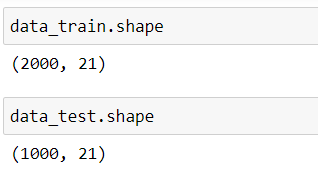 data_train.shape
(2000, 21)
data_test.shape
(1000, 21)